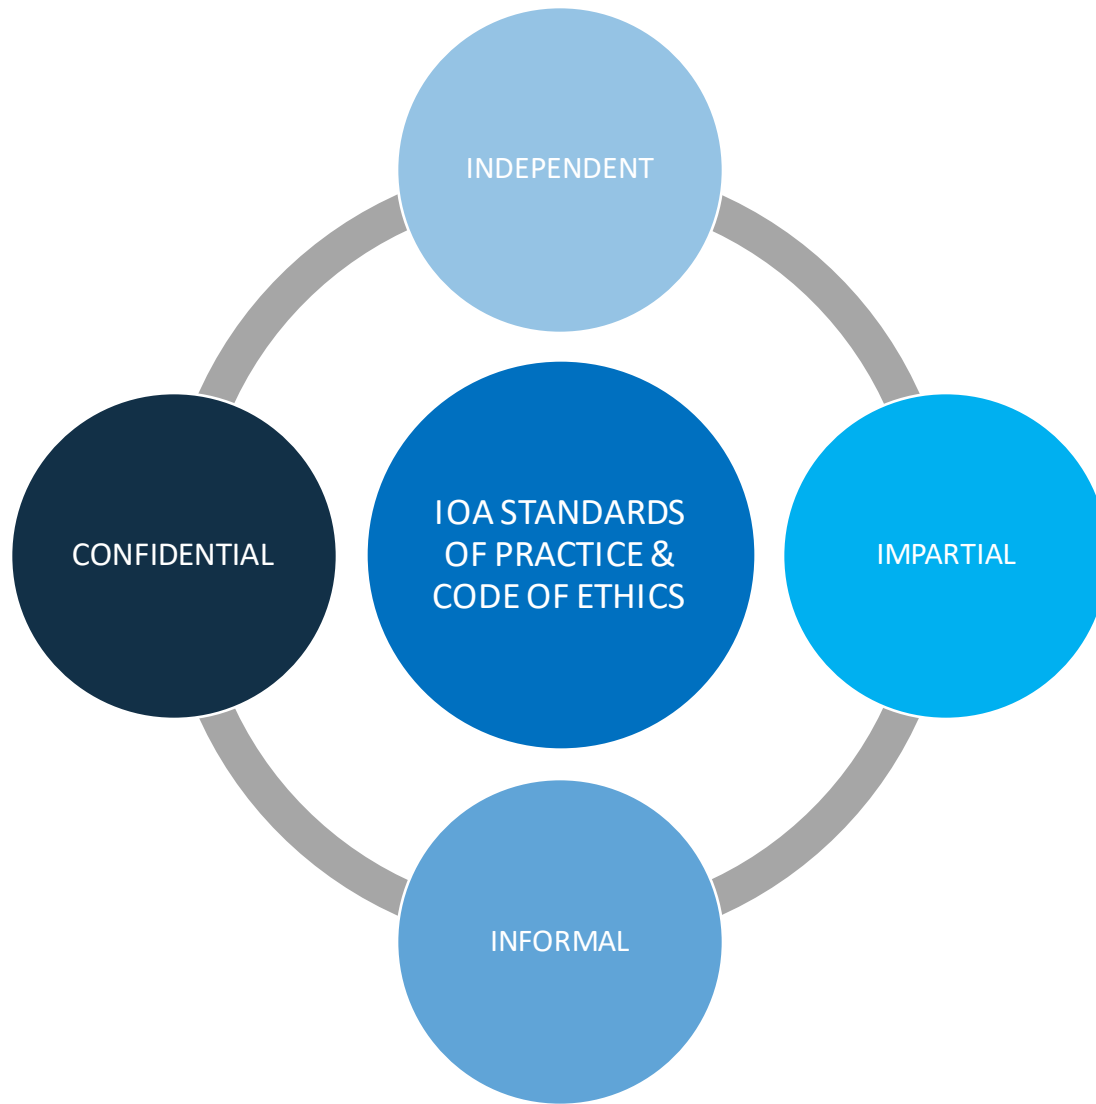 INDEPENDENT
IOA STANDARDS
OF PRACTICE &
CODE OF ETHICS
CONFIDENTIAL
IMPARTIAL
INFORMAL